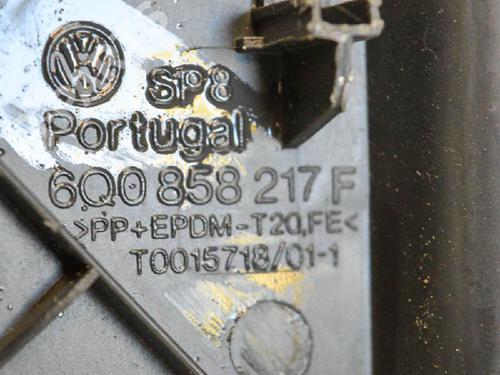 SP8
Portugal
6Q0 858 217 F
>PP+EPDM-T20,FE<
T0015718/01-1